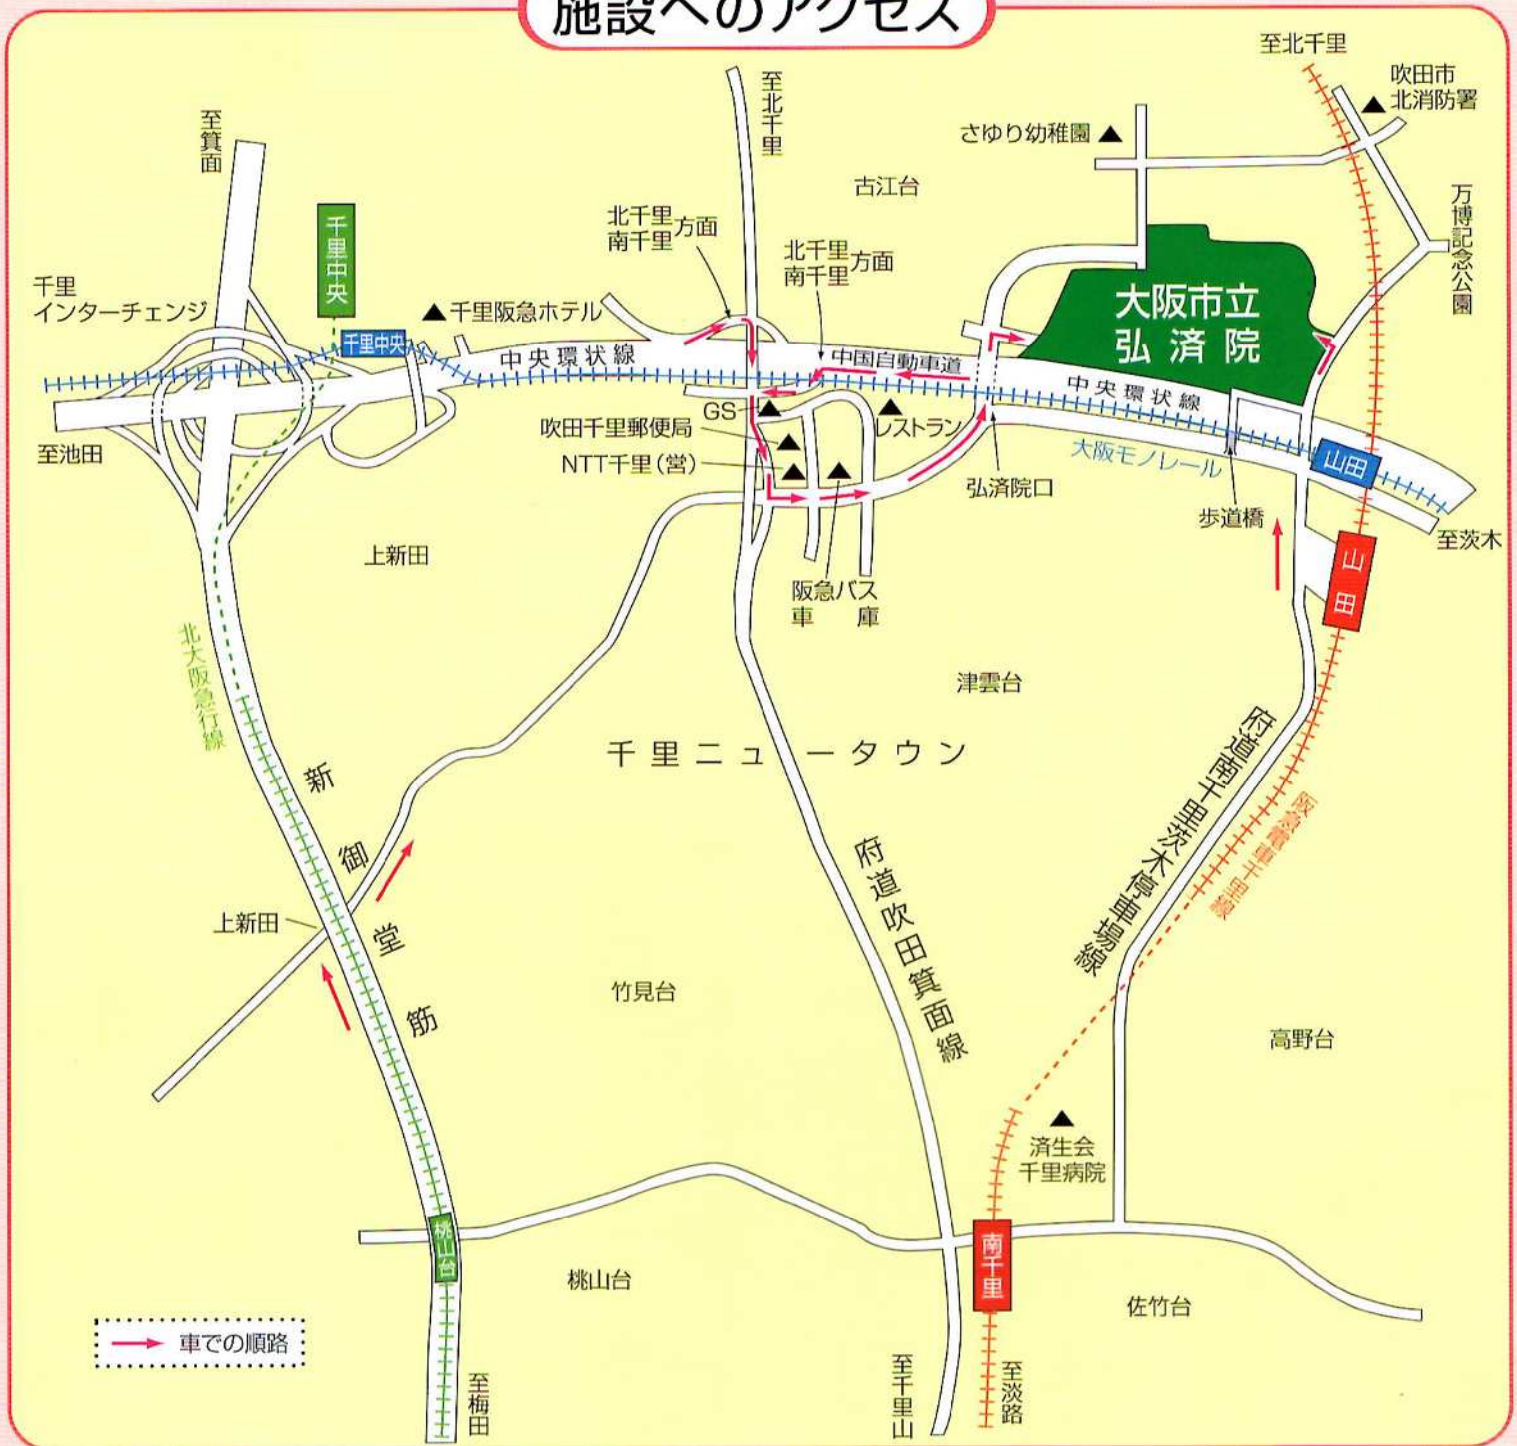 施設へのアクセス
至北千里
吹田市
北消防署
至箕面
至北千里
さゆり幼稚園
古江台
万博記念公園
千里中央
北千里
南千里
方面
北千里
南千里
方面
千里
インターチェンジ
千里阪急ホテル
大阪市立
弘済院
千里中央
中央環状線
中国自動車道
中央環状線
GS
レストラン
吹田千里郵便局
NTT千里(営)
至池田
大阪モノレール
山田
弘済院口
歩道橋
至茨木
上新田
阪急バス
車庫
山田
北大阪急行線
津雲台
千里ニュータウン
新御堂筋
府道南千里茨木停車場線
阪急電車千里線
府道吹田箕面線
上新田
竹見台
高野台
済生会
千里病院
桃山台
南千里
桃山台
佐竹台
車での順路
至梅田
至千里山
至淡路